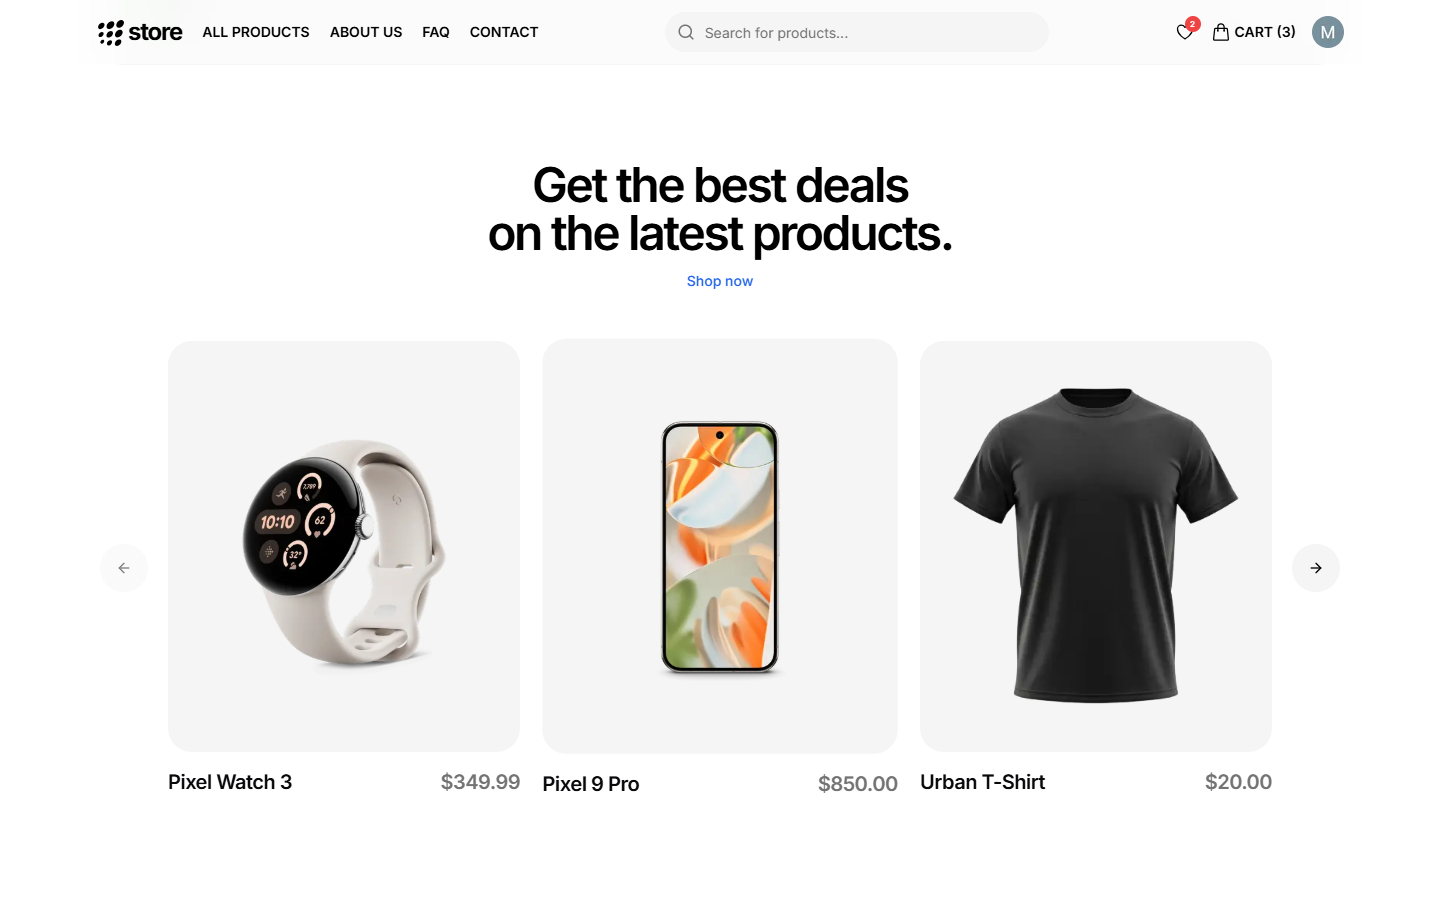 store ALL PRODUCTS ABOUT US FAQ CONTACT Search for products... 2 CART (3) M
Get the best deals
on the latest products.
Shop now
7,789
10:10 62
32°
Pixel Watch 3 $349.99 Pixel 9 Pro $850.00 Urban T-Shirt $20.00